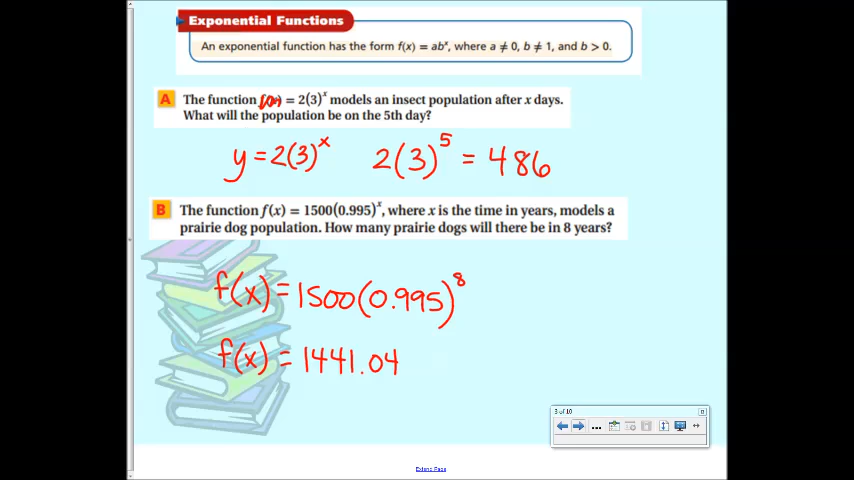 Exponential Functions
An exponential function has the form f(x) = abˣ, where a ≠ 0, b ≠ 1, and b > 0.
A The function = 2(3)ˣ models an insect population after x days.
What will the population be on the 5th day?
y = 2(3)ˣ 2(3)⁵ = 486
B The function f(x) = 1500(0.995)ˣ, where x is the time in years, models a
prairie dog population. How many prairie dogs will there be in 8 years?
f(x) = 1500(0.995)⁸
f(x) = 1441.04
3 of 10
...
Extend Page